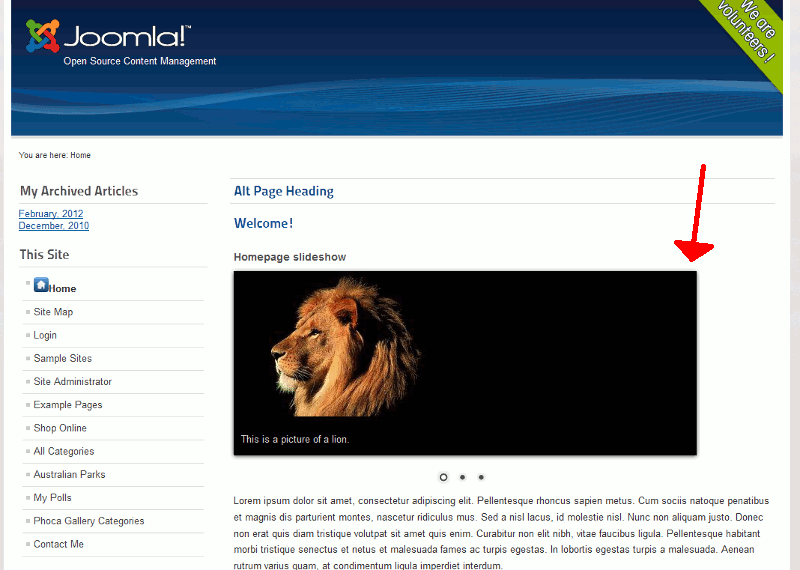 Joomla!™
Open Source Content Management
We are
volunteers!
You are here: Home
My Archived Articles
February, 2012
December, 2010
This Site
Home
Site Map
Login
Sample Sites
Site Administrator
Example Pages
Shop Online
All Categories
Australian Parks
My Polls
Phoca Gallery Categories
Contact Me
Alt Page Heading
Welcome!
Homepage slideshow
This is a picture of a lion.
Lorem ipsum dolor sit amet, consectetur adipiscing elit. Pellentesque rhoncus sapien metus. Cum sociis natoque penatibus
et magnis dis parturient montes, nascetur ridiculus mus. Sed a nisl lacus, id molestie nisl. Nunc non aliquam justo. Donec
non erat quis diam tristique volutpat sit amet quis enim. Curabitur non elit nibh, vitae faucibus ligula. Pellentesque habitant
morbi tristique senectus et netus et malesuada fames ac turpis egestas. In lobortis egestas turpis a malesuada. Aenean
rutrum varius quam, at condimentum ligula imperdiet interdum.